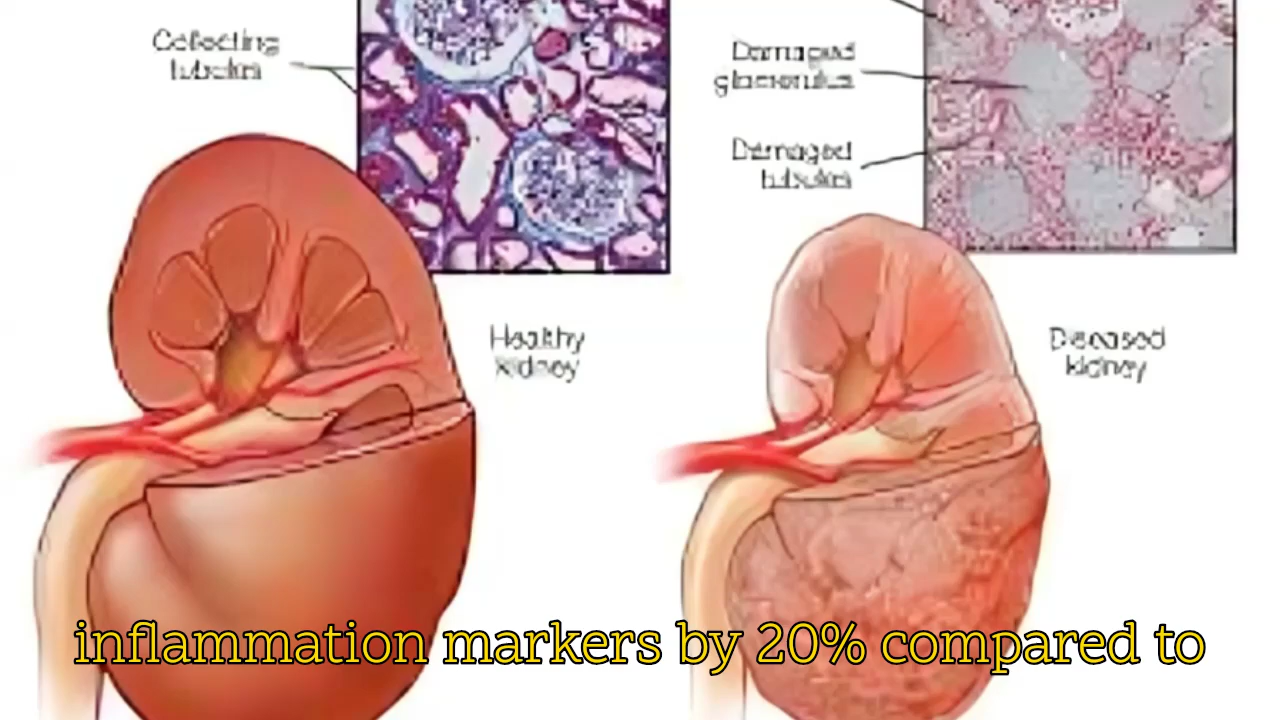 Collecting
tubules
Damaged
glomerulus
Damaged
tubules
Healthy
kidney
Diseased
kidney
inflammation markers by 20% compared to